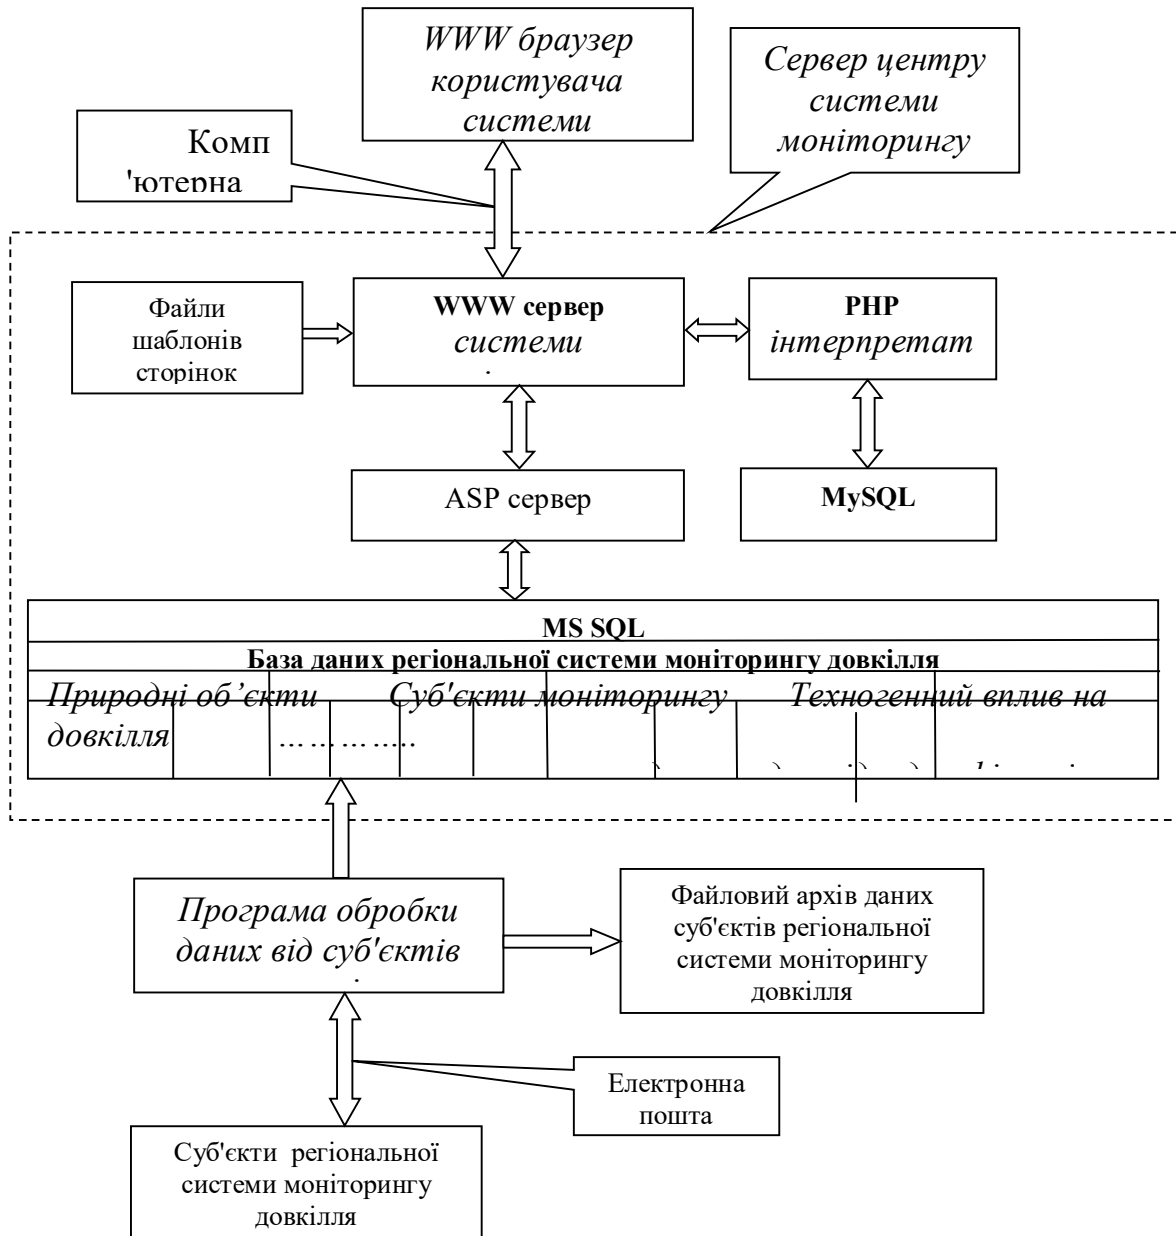 WWW браузер
користувача
системи
Сервер центру
системи
моніторингу
Комп
'ютерна
Файли
шаблонів
сторінок
WWW сервер
системи
PHP
інтерпретат
ASP сервер
MySQL
MS SQL
База даних регіональної системи моніторингу довкілля
Природні об’єкти Суб'єкти моніторингу Техногенний вплив на
довкілля …………..
Програма обробки
даних від суб'єктів
Файловий архів даних
суб'єктів регіональної
системи моніторингу
довкілля
Електронна
пошта
Суб'єкти регіональної
системи моніторингу
довкілля